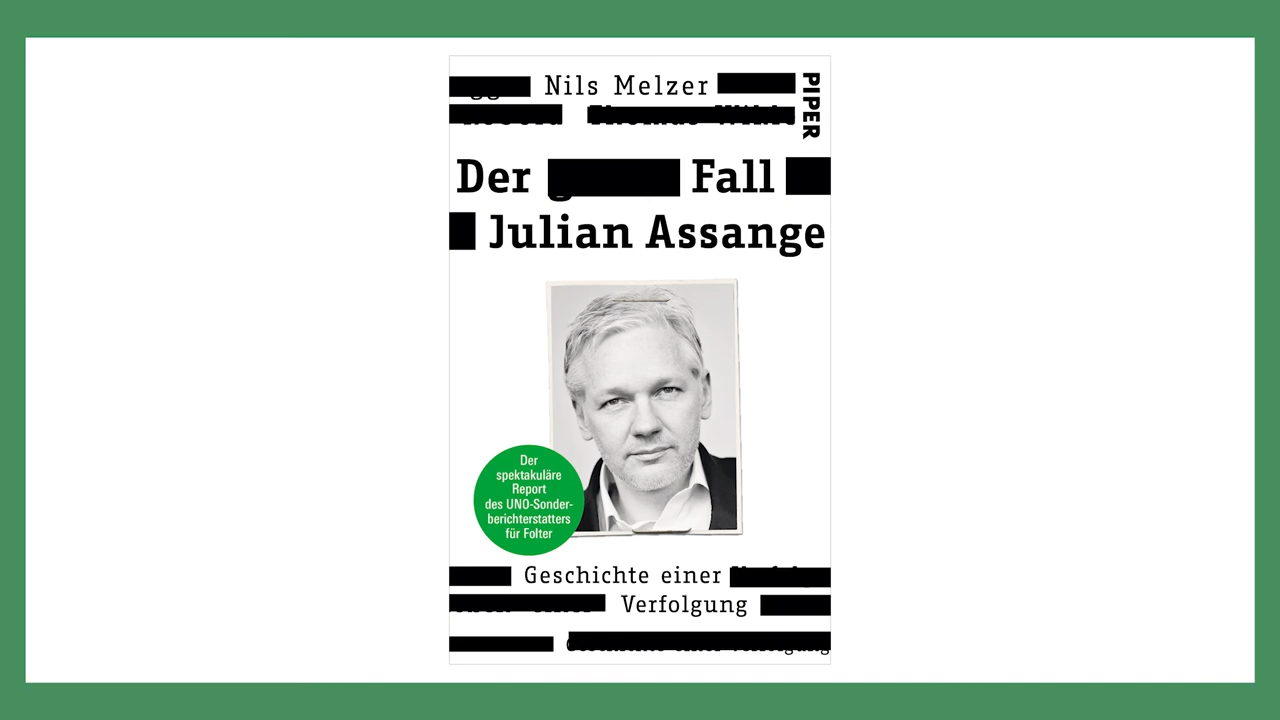 Nils Melzer
PIPER
Der Fall
Julian Assange
Der
spektakuläre
Report
des UNO-Sonder-
berichterstatters
für Folter
Geschichte einer
Verfolgung